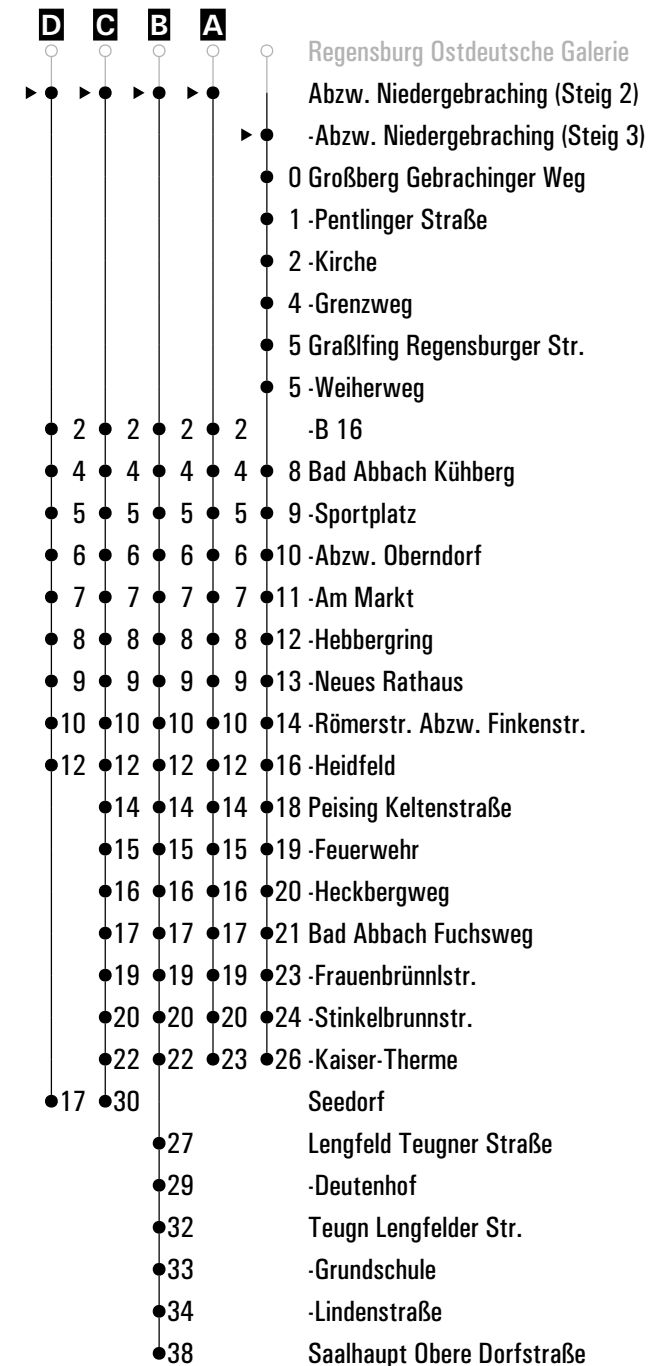 D C B A
Regensburg Ostdeutsche Galerie
Abzw. Niedergebraching (Steig 2)
-Abzw. Niedergebraching (Steig 3)
0 Großberg Gebrachinger Weg
1 -Pentlinger Straße
2 -Kirche
4 -Grenzweg
5 Graßlfing Regensburger Str.
5 -Weiherweg
2 2 2 2 -B 16
4 4 4 4 8 Bad Abbach Kühberg
5 5 5 5 9 -Sportplatz
6 6 6 6 10 -Abzw. Oberndorf
7 7 7 7 11 -Am Markt
8 8 8 8 12 -Hebbergring
9 9 9 9 13 -Neues Rathaus
10 10 10 10 14 -Römerstr. Abzw. Finkenstr.
12 12 12 12 16 -Heidfeld
14 14 14 18 Peising Keltenstraße
15 15 15 19 -Feuerwehr
16 16 16 20 -Heckbergweg
17 17 17 21 Bad Abbach Fuchsweg
19 19 19 23 -Frauenbrünnlstr.
20 20 20 24 -Stinkelbrunnstr.
22 22 23 26 -Kaiser-Therme
17 30 Seedorf
27 Lengfeld Teugner Straße
29 -Deutenhof
32 Teugn Lengfelder Str.
33 -Grundschule
34 -Lindenstraße
38 Saalhaupt Obere Dorfstraße